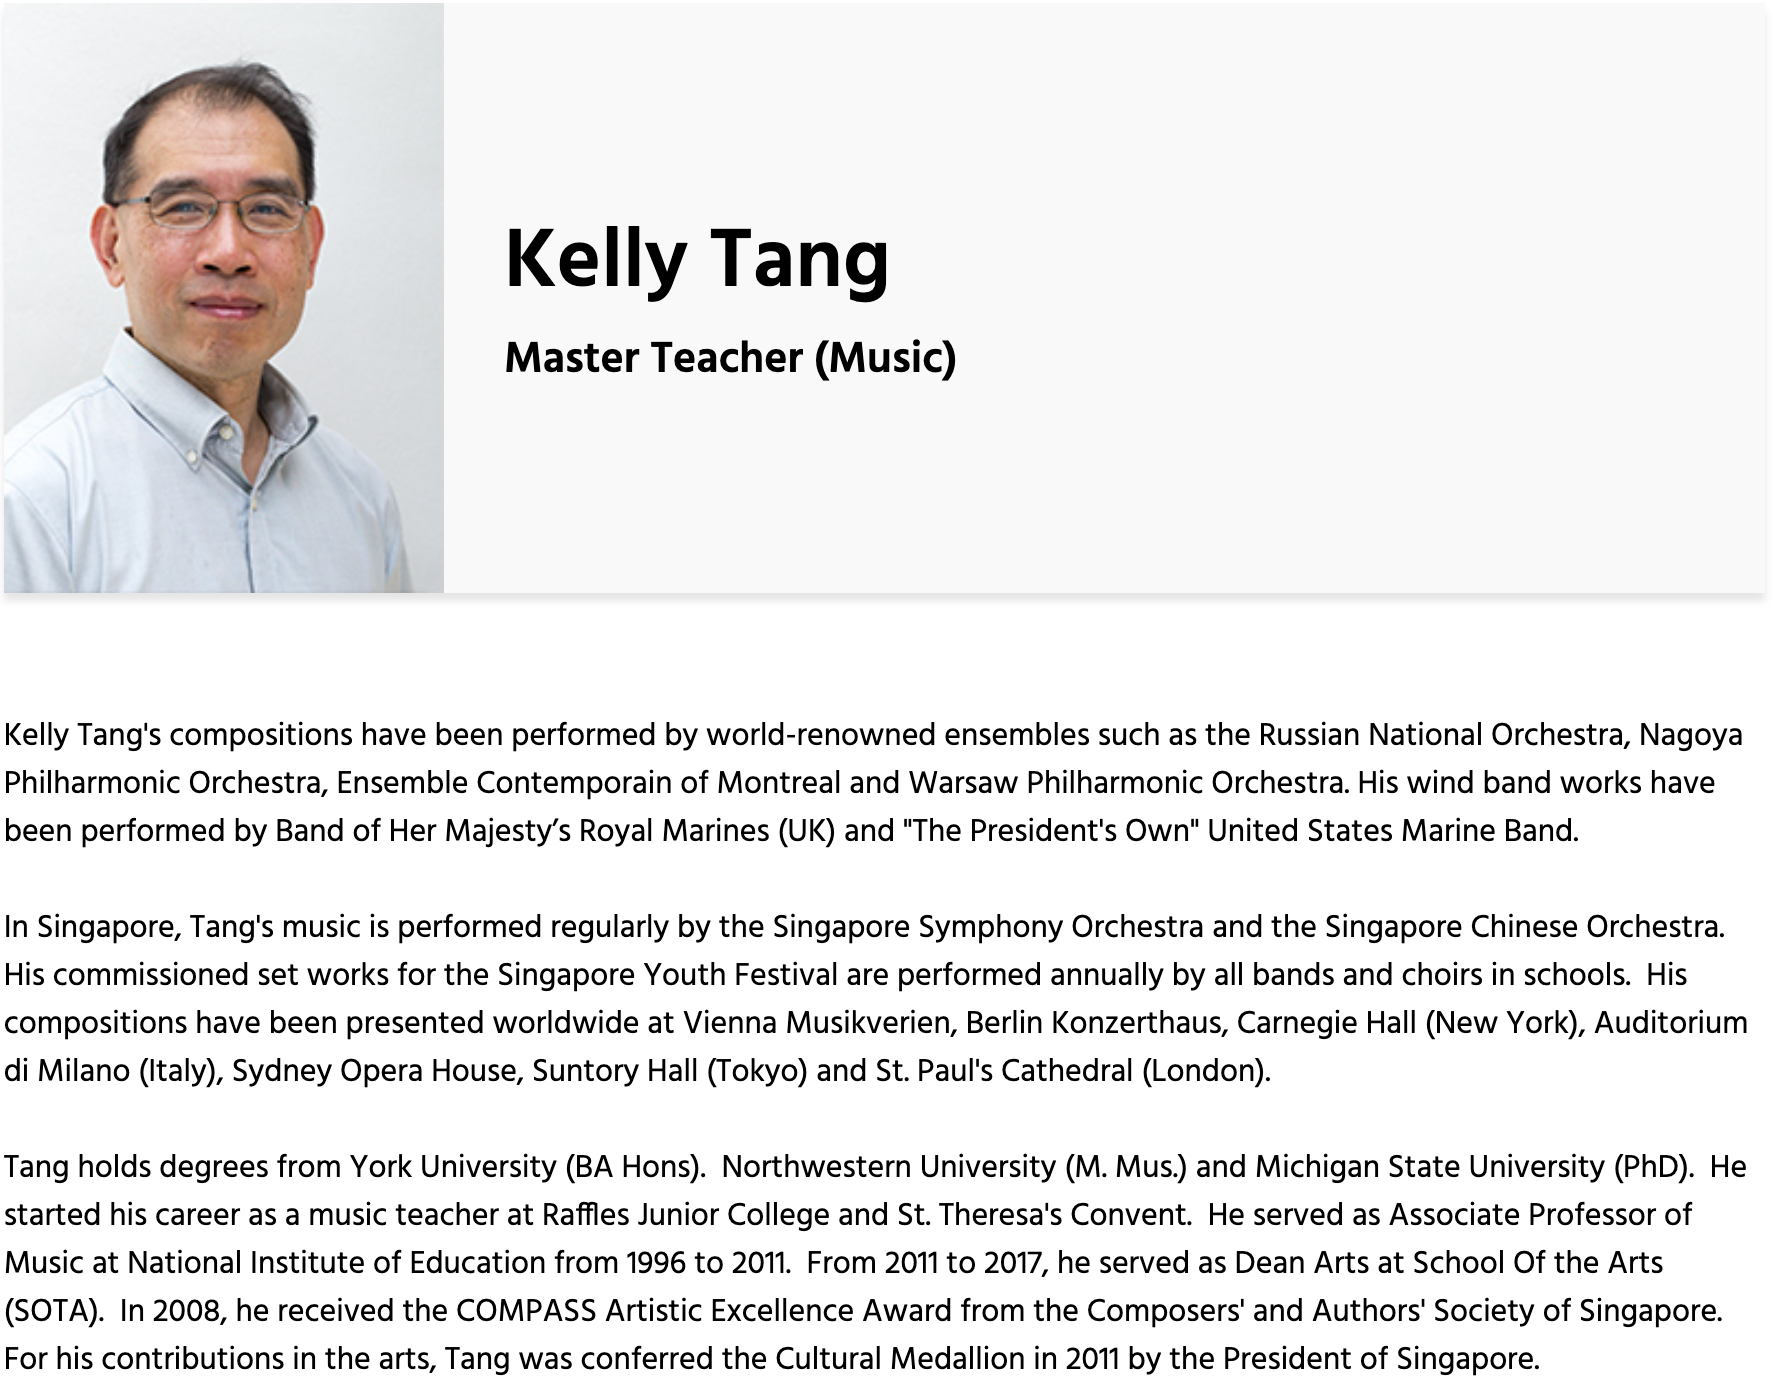 Kelly Tang
Master Teacher (Music)
Kelly Tang's compositions have been performed by world-renowned ensembles such as the Russian National Orchestra, Nagoya
Philharmonic Orchestra, Ensemble Contemporain of Montreal and Warsaw Philharmonic Orchestra. His wind band works have
been performed by Band of Her Majesty’s Royal Marines (UK) and "The President's Own" United States Marine Band.
In Singapore, Tang's music is performed regularly by the Singapore Symphony Orchestra and the Singapore Chinese Orchestra.
His commissioned set works for the Singapore Youth Festival are performed annually by all bands and choirs in schools.  His
compositions have been presented worldwide at Vienna Musikverien, Berlin Konzerthaus, Carnegie Hall (New York), Auditorium
di Milano (Italy), Sydney Opera House, Suntory Hall (Tokyo) and St. Paul's Cathedral (London).
Tang holds degrees from York University (BA Hons).  Northwestern University (M. Mus.) and Michigan State University (PhD).  He
started his career as a music teacher at Raffles Junior College and St. Theresa's Convent.  He served as Associate Professor of
Music at National Institute of Education from 1996 to 2011.  From 2011 to 2017, he served as Dean Arts at School Of the Arts
(SOTA).  In 2008, he received the COMPASS Artistic Excellence Award from the Composers' and Authors' Society of Singapore.
For his contributions in the arts, Tang was conferred the Cultural Medallion in 2011 by the President of Singapore.